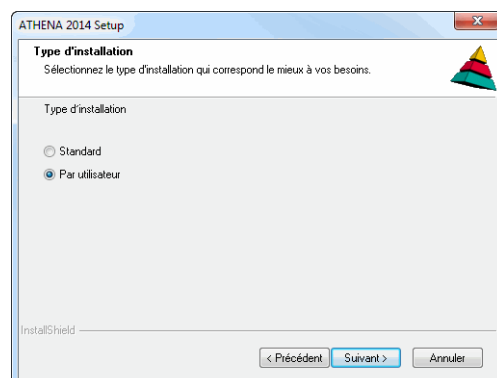 ATHENA 2014 Setup
Type d'installation
Sélectionnez le type d'installation qui correspond le mieux à vos besoins.
Type d'installation
Standard
Par utilisateur
InstallShield
< Précédent
Suivant >
Annuler